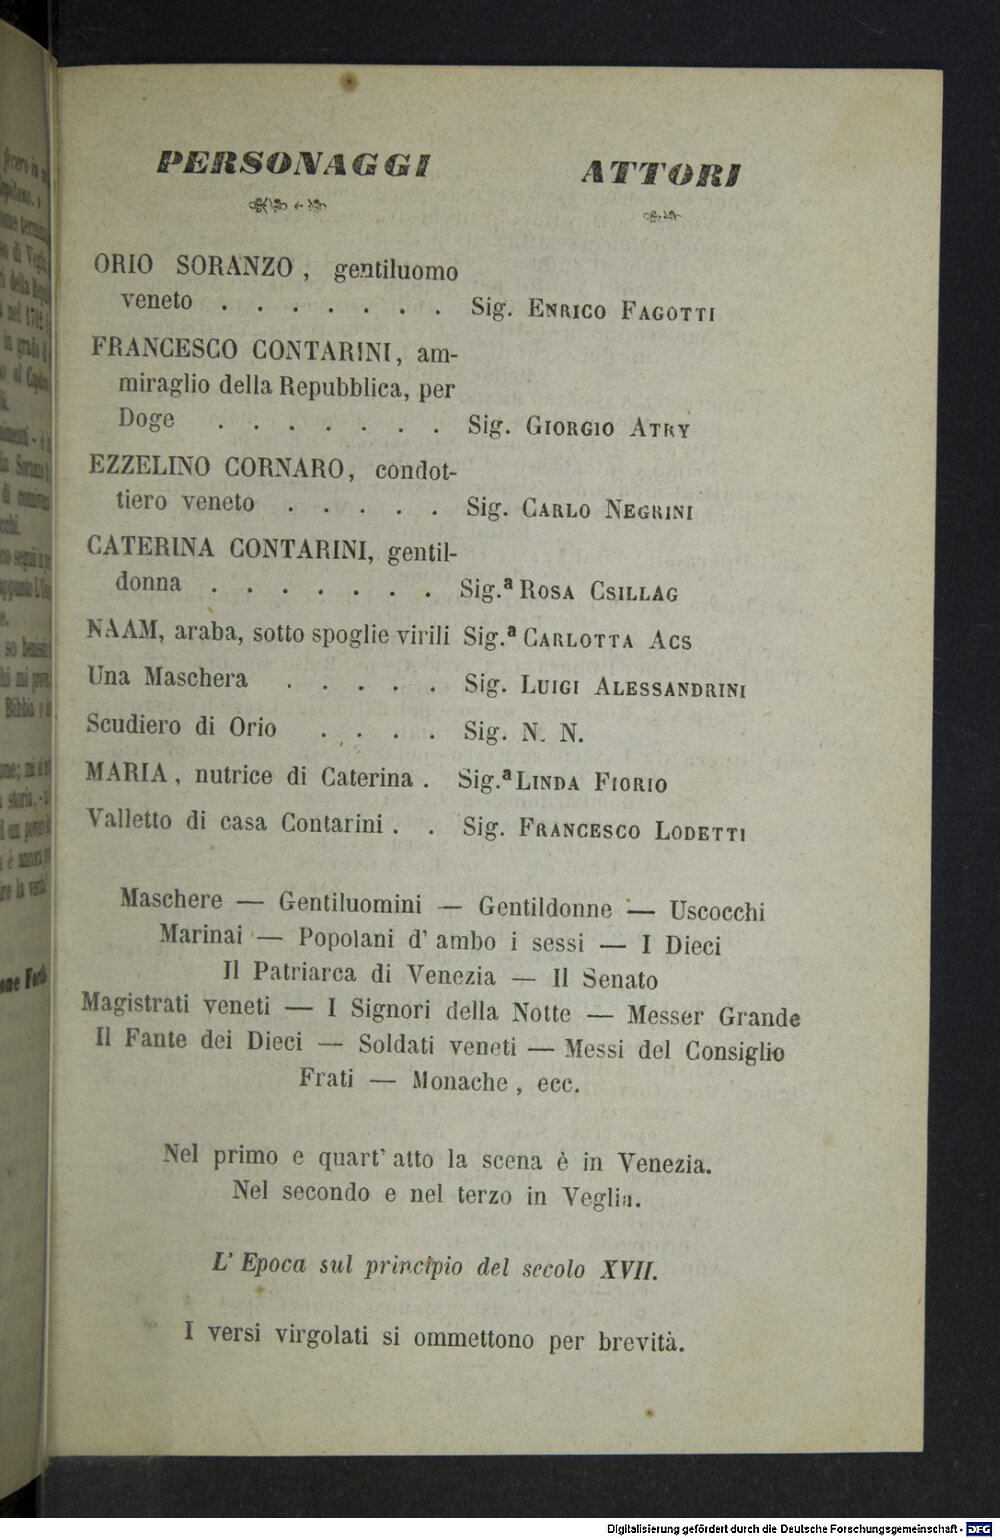 PERSONAGGI
ATTORI
ORIO SORANZO, gentiluomo
veneto . . . . . . . Sig. ENRICO FAGOTTI
FRANCESCO CONTARINI, am-
miraglio della Repubblica, per
Doge . . . . . . . Sig. GIORGIO ATRY
EZZELINO CORNARO, condot-
tiero veneto . . . . . Sig. CARLO NEGRINI
CATERINA CONTARINI, gentil-
donna . . . . . . . Sig.ª ROSA CSILLAG
NAAM, araba, sotto spoglie virili Sig.ª CARLOTTA ACS
Una Maschera . . . . . Sig. LUIGI ALESSANDRINI
Scudiero di Orio . . . . Sig. N. N.
MARIA, nutrice di Caterina . Sig.ª LINDA FIORIO
Valletto di casa Contarini . . Sig. FRANCESCO LODETTI
Maschere — Gentiluomini — Gentildonne — Uscocchi
Marinai — Popolani d' ambo i sessi — I Dieci
Il Patriarca di Venezia — Il Senato
Magistrati veneti — I Signori della Notte — Messer Grande
Il Fante dei Dieci — Soldati veneti — Messi del Consiglio
Frati — Monache, ecc.
Nel primo e quart' atto la scena è in Venezia.
Nel secondo e nel terzo in Veglia.
L' Epoca sul principio del secolo XVII.
I versi virgolati si ommettono per brevità.
Digitalisierung gefördert durch die Deutsche Forschungsgemeinschaft - DFG